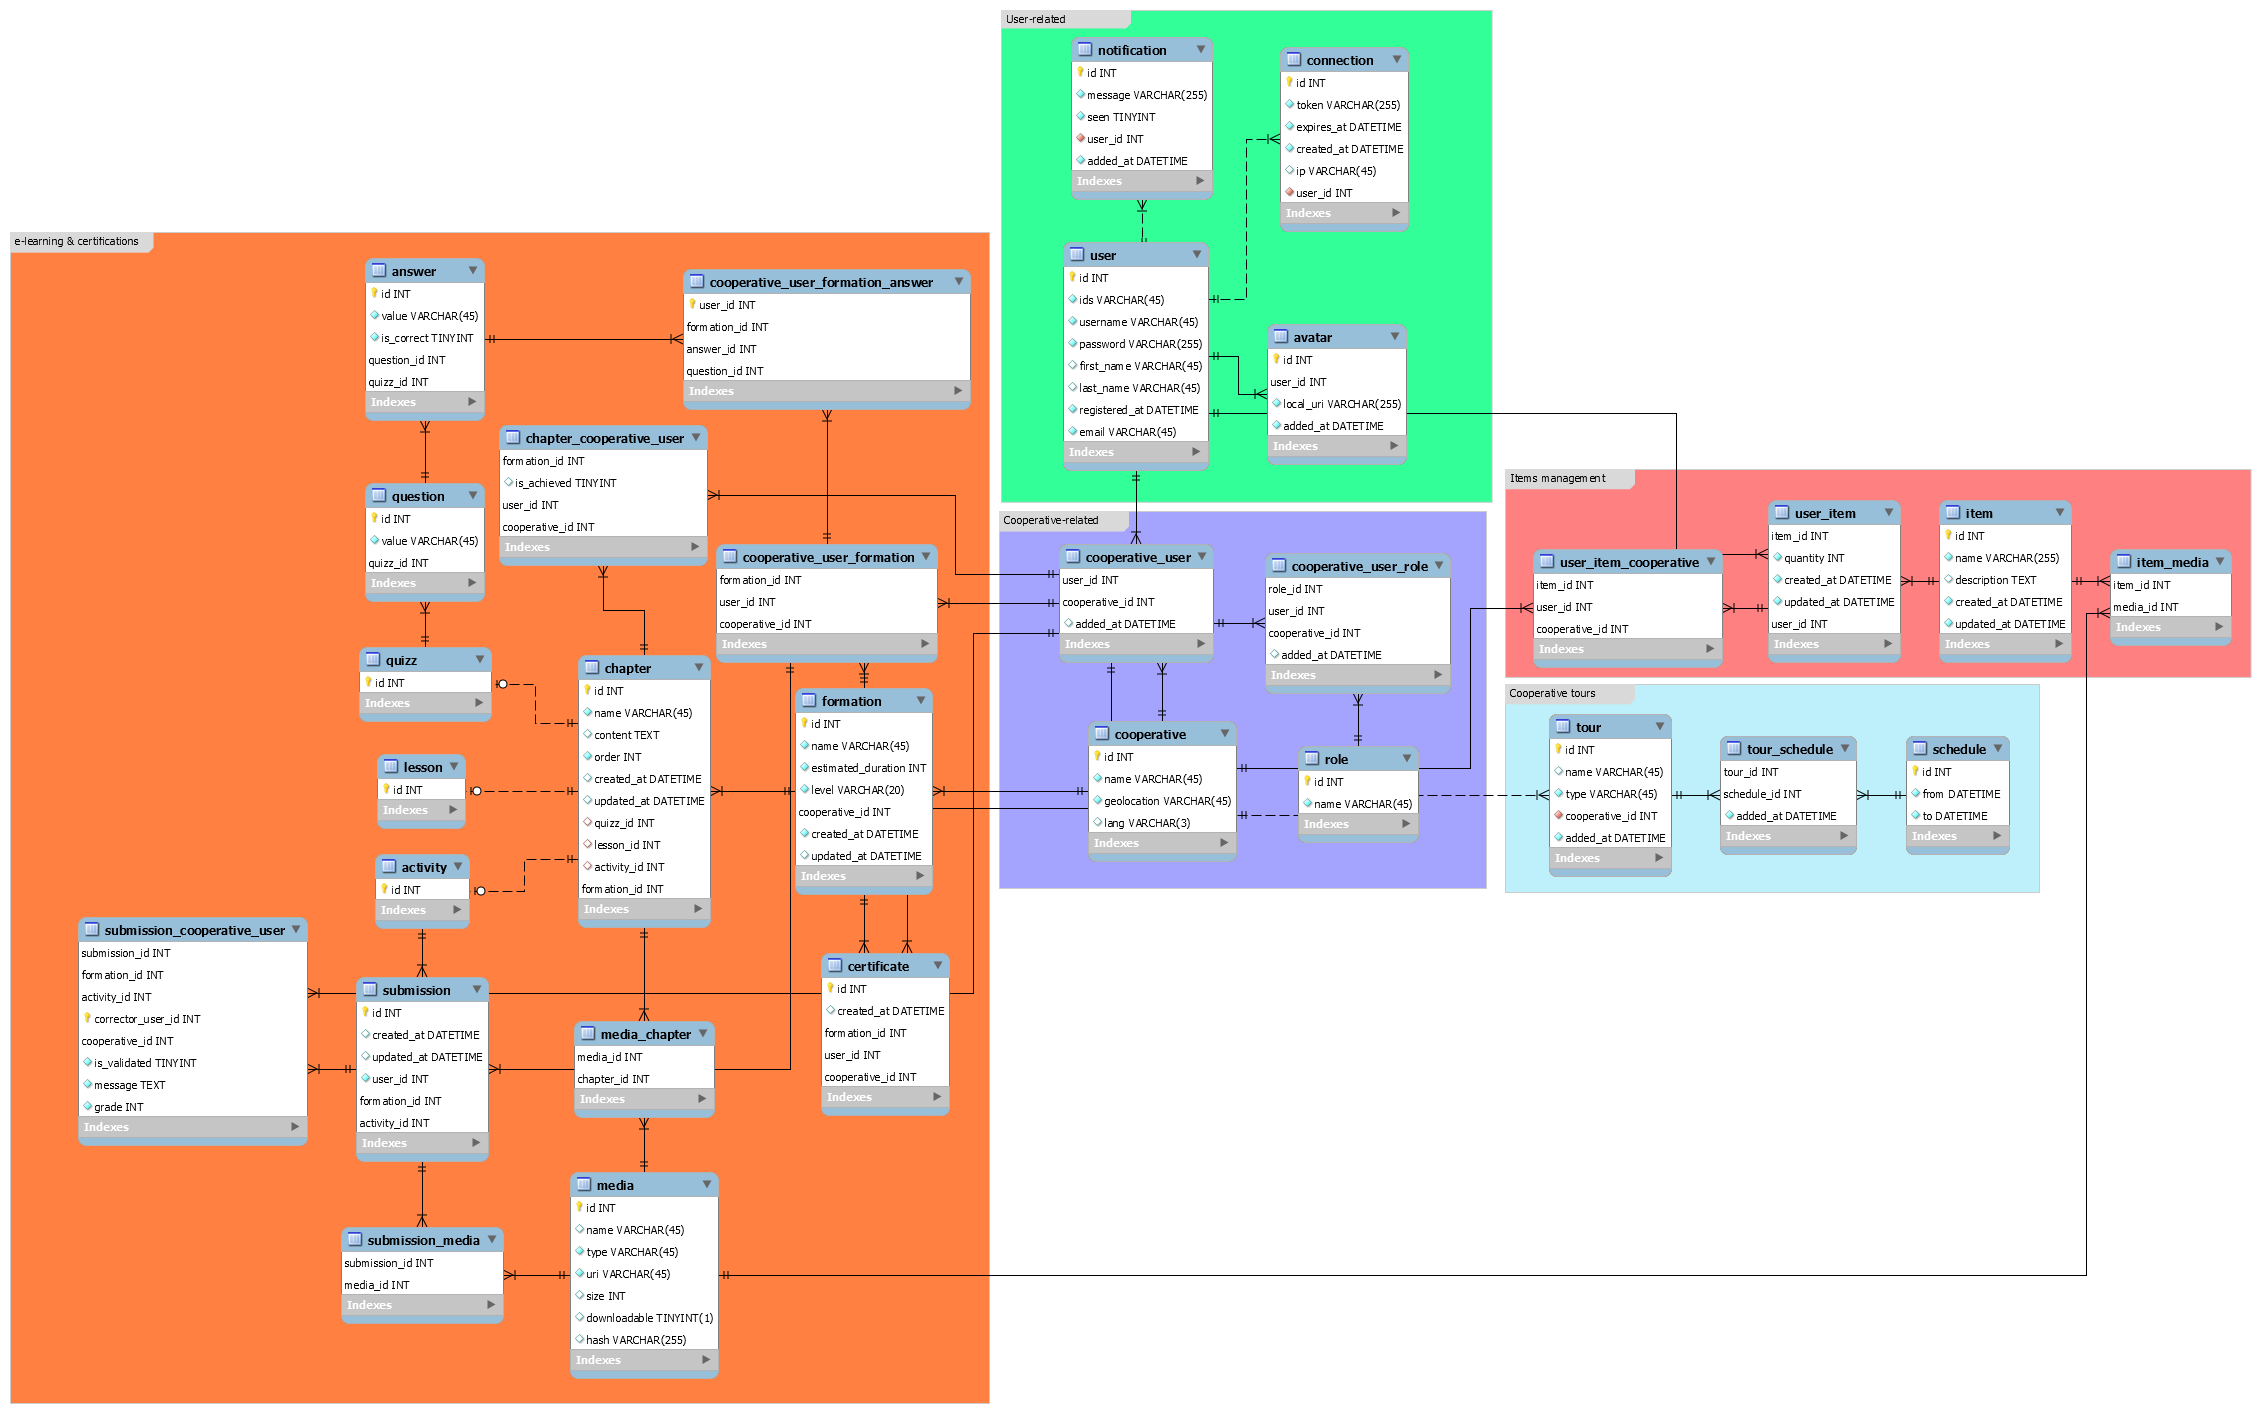 User-related
notification
id INT
message VARCHAR(255)
seen TINYINT
user_id INT
added_at DATETIME
Indexes
connection
id INT
token VARCHAR(255)
expires_at DATETIME
created_at DATETIME
ip VARCHAR(45)
user_id INT
Indexes
user
id INT
ids VARCHAR(45)
username VARCHAR(45)
password VARCHAR(255)
first_name VARCHAR(45)
last_name VARCHAR(45)
registered_at DATETIME
email VARCHAR(45)
Indexes
avatar
id INT
user_id INT
local_uri VARCHAR(255)
added_at DATETIME
Indexes
e-learning & certifications
answer
id INT
value VARCHAR(45)
is_correct TINYINT
question_id INT
quizz_id INT
Indexes
cooperative_user_formation_answer
user_id INT
formation_id INT
answer_id INT
question_id INT
Indexes
chapter_cooperative_user
formation_id INT
is_achieved TINYINT
user_id INT
cooperative_id INT
Indexes
question
id INT
value VARCHAR(45)
quizz_id INT
Indexes
cooperative_user_formation
formation_id INT
user_id INT
cooperative_id INT
Indexes
quizz
id INT
Indexes
chapter
id INT
name VARCHAR(45)
content TEXT
order INT
created_at DATETIME
updated_at DATETIME
quizz_id INT
lesson_id INT
activity_id INT
formation_id INT
Indexes
formation
id INT
name VARCHAR(45)
estimated_duration INT
level VARCHAR(20)
cooperative_id INT
created_at DATETIME
updated_at DATETIME
Indexes
lesson
id INT
Indexes
activity
id INT
Indexes
submission_cooperative_user
submission_id INT
formation_id INT
activity_id INT
corrector_user_id INT
cooperative_id INT
is_validated TINYINT
message TEXT
grade INT
Indexes
submission
id INT
created_at DATETIME
updated_at DATETIME
user_id INT
formation_id INT
activity_id INT
Indexes
certificate
id INT
created_at DATETIME
formation_id INT
user_id INT
cooperative_id INT
Indexes
media_chapter
media_id INT
chapter_id INT
Indexes
media
id INT
name VARCHAR(45)
type VARCHAR(45)
uri VARCHAR(45)
size INT
downloadable TINYINT(1)
hash VARCHAR(255)
Indexes
submission_media
submission_id INT
media_id INT
Indexes
Cooperative-related
cooperative_user
user_id INT
cooperative_id INT
added_at DATETIME
Indexes
cooperative_user_role
role_id INT
user_id INT
cooperative_id INT
added_at DATETIME
Indexes
cooperative
id INT
name VARCHAR(45)
geolocation VARCHAR(45)
lang VARCHAR(3)
Indexes
role
id INT
name VARCHAR(45)
Indexes
Items management
user_item_cooperative
item_id INT
user_id INT
cooperative_id INT
Indexes
user_item
item_id INT
quantity INT
created_at DATETIME
updated_at DATETIME
user_id INT
Indexes
item
id INT
name VARCHAR(255)
description TEXT
created_at DATETIME
updated_at DATETIME
Indexes
item_media
item_id INT
media_id INT
Indexes
Cooperative tours
tour
id INT
name VARCHAR(45)
type VARCHAR(45)
cooperative_id INT
added_at DATETIME
Indexes
tour_schedule
tour_id INT
schedule_id INT
added_at DATETIME
Indexes
schedule
id INT
from DATETIME
to DATETIME
Indexes